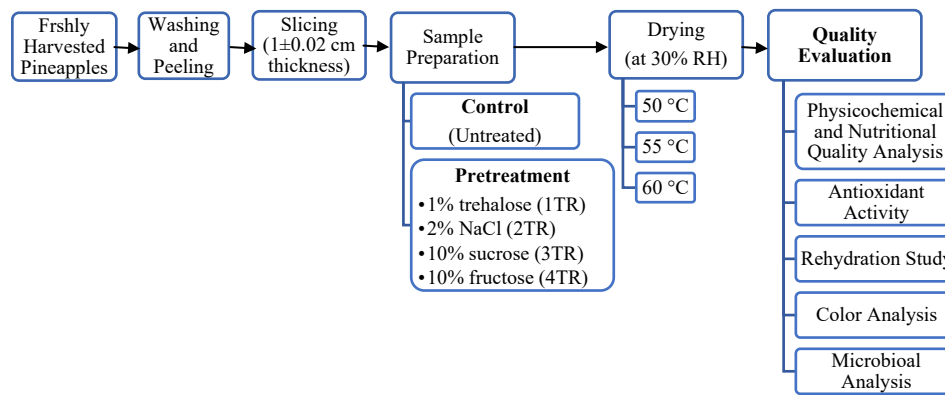 Frshly
Harvested
Pineapples
Washing
and
Peeling
Slicing
(1±0.02 cm
thickness)
Sample
Preparation
Control
(Untreated)
Pretreatment
•1% trehalose (1TR)
•2% NaCl (2TR)
•10% sucrose (3TR)
•10% fructose (4TR)
Drying
(at 30% RH)
50 °C
55 °C
60 °C
Quality
Evaluation
Physicochemical
and Nutritional
Quality Analysis
Antioxidant
Activity
Rehydration Study
Color Analysis
Microbioal
Analysis